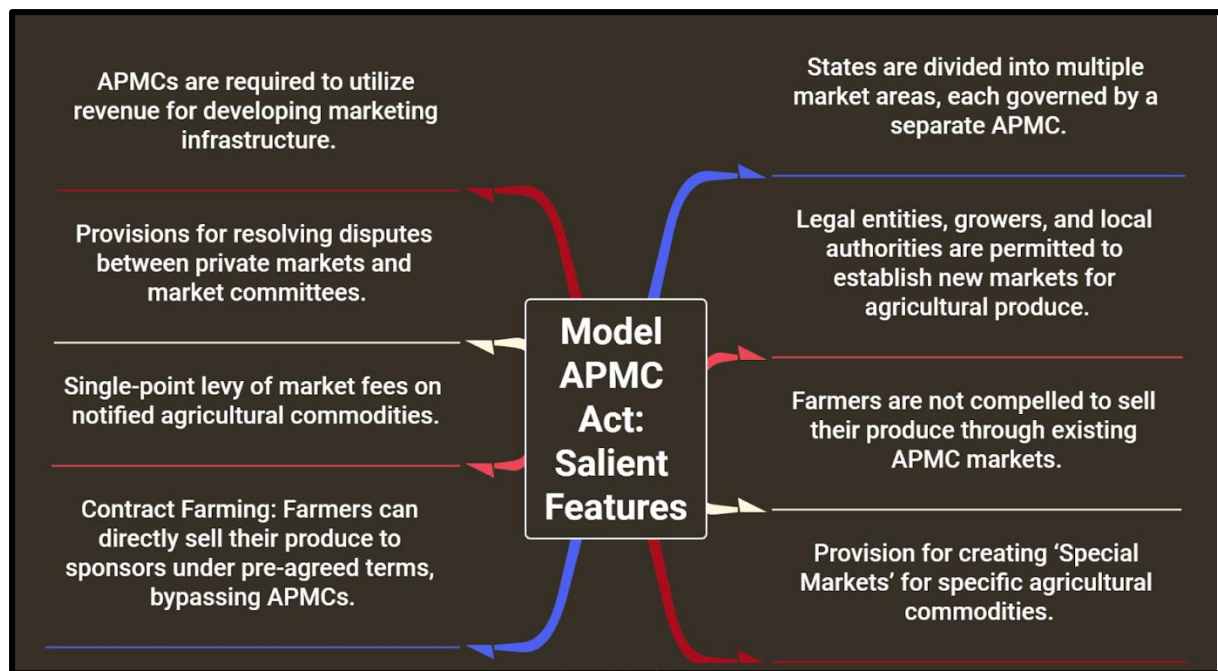 APMCs are required to utilize
revenue for developing marketing
infrastructure.
Provisions for resolving disputes
between private markets and
market committees.
Single-point levy of market fees on
notified agricultural commodities.
Contract Farming: Farmers can
directly sell their produce to
sponsors under pre-agreed terms,
bypassing APMCs.
Model
APMC
Act:
Salient
Features
States are divided into multiple
market areas, each governed by a
separate APMC.
Legal entities, growers, and local
authorities are permitted to
establish new markets for
agricultural produce.
Farmers are not compelled to sell
their produce through existing
APMC markets.
Provision for creating ‘Special
Markets’ for specific agricultural
commodities.